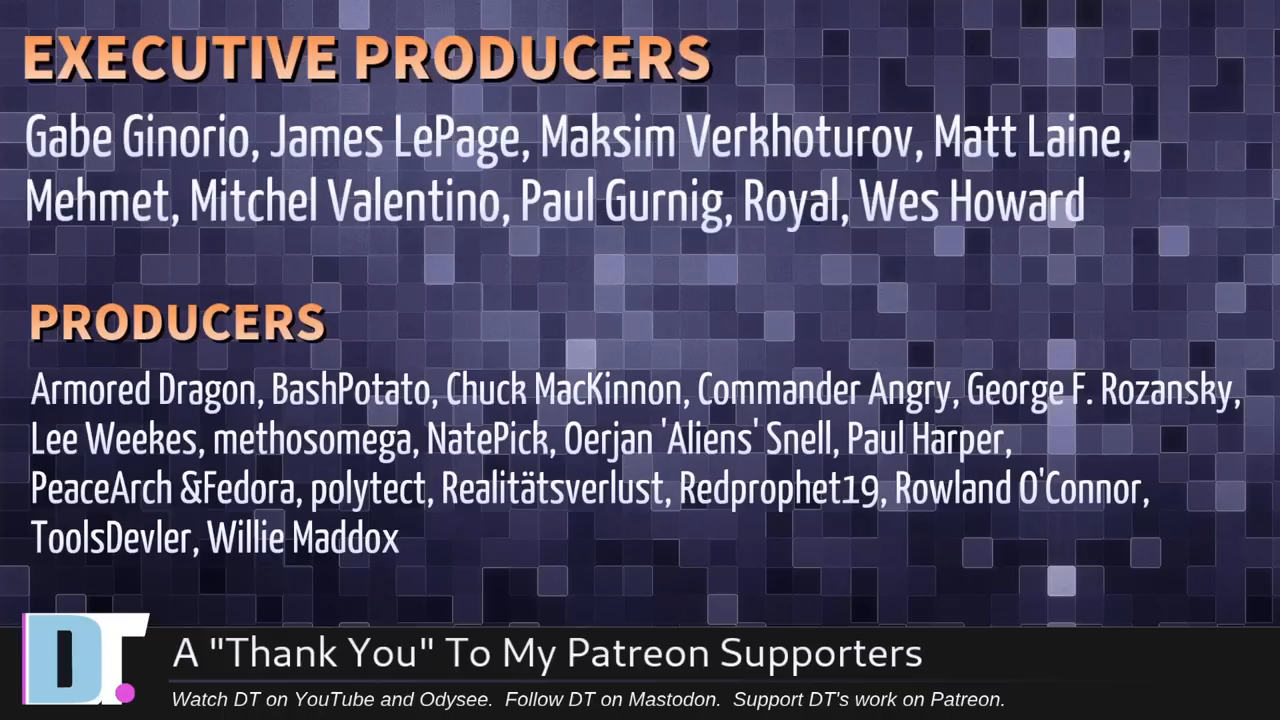 EXECUTIVE PRODUCERS
Gabe Ginorio, James LePage, Maksim Verkhoturov, Matt Laine,
Mehmet, Mitchel Valentino, Paul Gurnig, Royal, Wes Howard
PRODUCERS
Armored Dragon, BashPotato, Chuck MacKinnon, Commander Angry, George F. Rozansky,
Lee Weekes, methosomega, NatePick, Oerjan 'Aliens' Snell, Paul Harper,
PeaceArch &Fedora, polytect, Realitätsverlust, Redprophet19, Rowland O'Connor,
ToolsDevler, Willie Maddox
DT.
A "Thank You" To My Patreon Supporters
Watch DT on YouTube and Odysee. Follow DT on Mastodon. Support DT's work on Patreon.